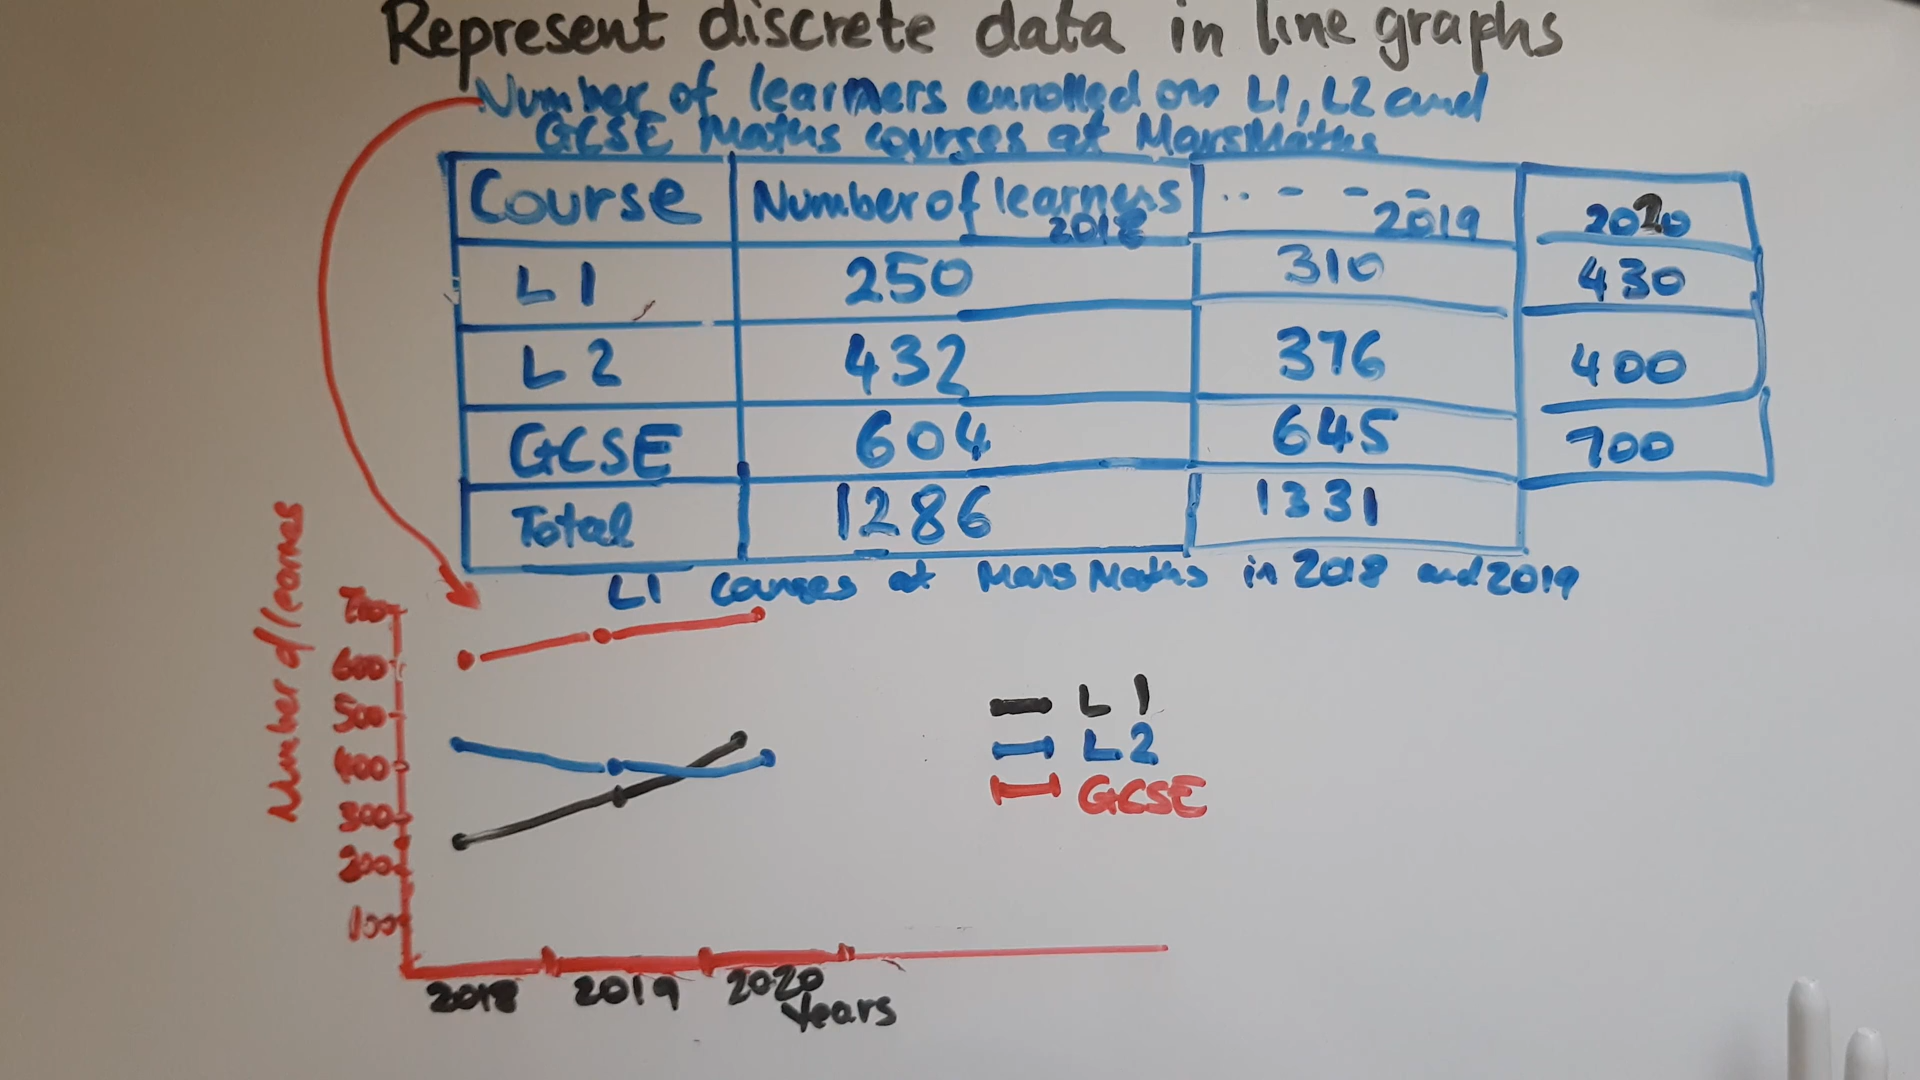 Represent discrete data in line graphs
Number of learners enrolled on L1, L2 and
GCSE Maths courses at MarsMaths
Course Number of learners 2018 .. - - - 2019 2020
L1 250 310 430
L2 432 376 400
GCSE 604 645 700
Total 1286 1331
L1 Courses at Mars Maths in 2018 and 2019
Number of learnes
700
600
500
400
300
200
100
L1
L2
GCSE
2018 2019 2020
Years